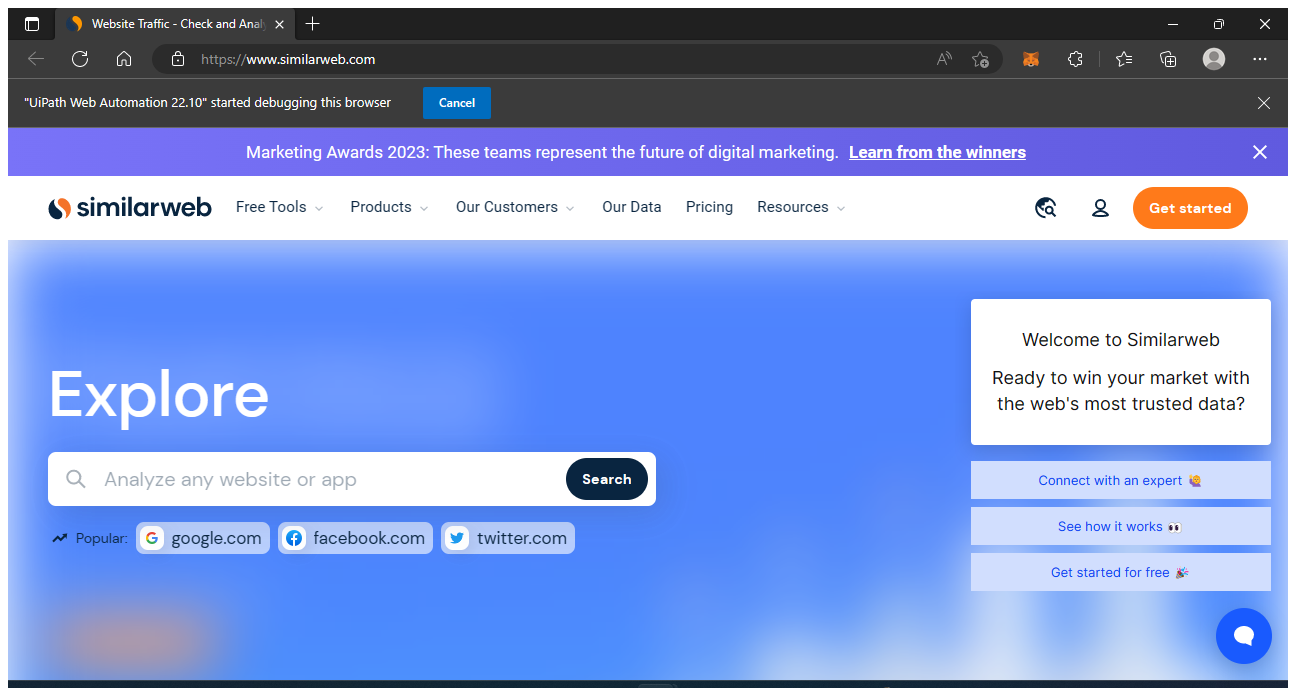 Website Traffic - Check and Anal
https://www.similarweb.com
"UiPath Web Automation 22.10" started debugging this browser
Cancel
Marketing Awards 2023: These teams represent the future of digital marketing. Learn from the winners
similarweb
Free Tools
Products
Our Customers
Our Data
Pricing
Resources
Get started
Explore
Analyze any website or app
Search
Popular:
google.com
facebook.com
twitter.com
Welcome to Similarweb
Ready to win your market with
the web's most trusted data?
Connect with an expert
See how it works
Get started for free